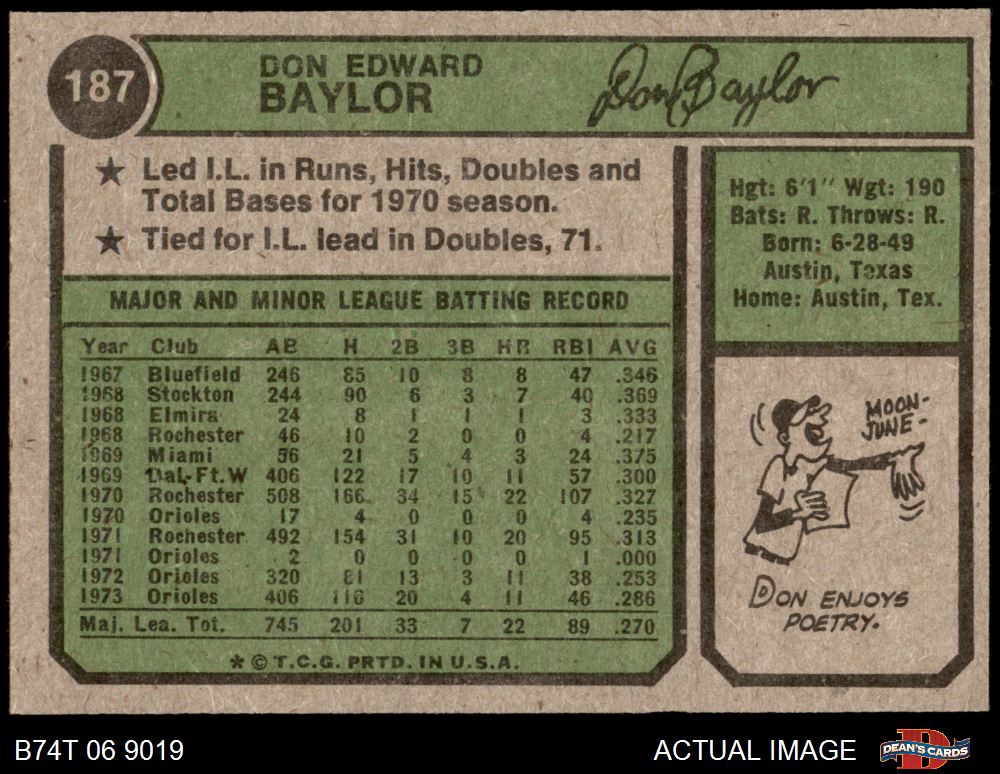 187
DON EDWARD
BAYLOR
Don Baylor
★ Led I.L. in Runs, Hits, Doubles and
Total Bases for 1970 season.
★ Tied for I.L. lead in Doubles, 71.
Hgt: 6'1" Wgt: 190
Bats: R. Throws: R.
Born: 6-28-49
Austin, Texas
Home: Austin, Tex.
MAJOR AND MINOR LEAGUE BATTING RECORD
Year Club AB H 2B 3B HR RBI AVG
1967 Bluefield 246 85 10 8 8 47 .346
1968 Stockton 244 90 6 3 7 40 .369
1968 Elmira 24 8 1 1 1 3 .333
1968 Rochester 46 10 2 0 0 4 .217
1969 Miami 56 21 5 4 3 24 .375
1969 Dal-Ft.W 406 122 17 10 11 57 .300
1970 Rochester 508 166 34 15 22 107 .327
1970 Orioles 17 4 0 0 0 4 .235
1971 Rochester 492 154 31 10 20 95 .313
1971 Orioles 2 0 0 0 0 1 .000
1972 Orioles 320 81 13 3 11 38 .253
1973 Orioles 406 116 20 4 11 46 .286
Maj. Lea. Tot. 745 201 33 7 22 89 .270
★ © T.C.G. PRTD. IN U.S.A.
MOON-
JUNE-
DON ENJOYS
POETRY.
B74T 06 9019
ACTUAL IMAGE
DEAN'S CARDS